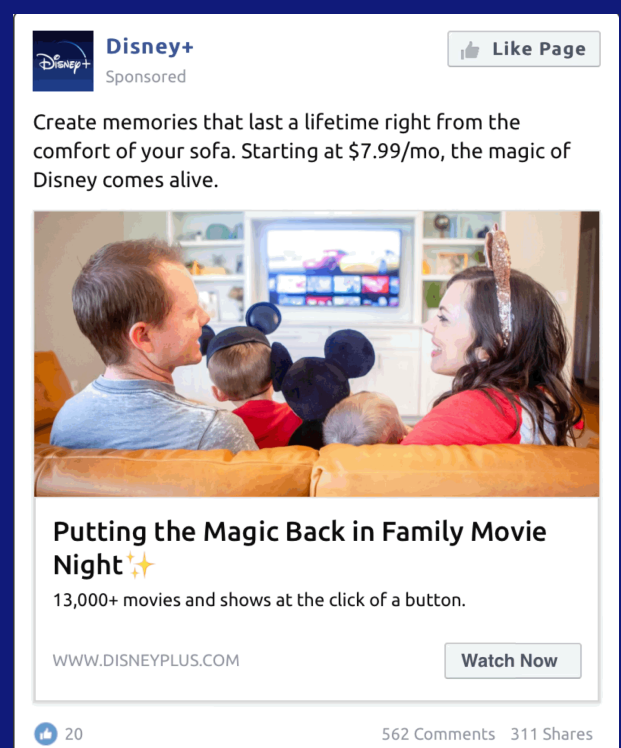 Disney+
Disney+
Sponsored
Like Page
Create memories that last a lifetime right from the
comfort of your sofa. Starting at $7.99/mo, the magic of
Disney comes alive.
Putting the Magic Back in Family Movie
Night✨
13,000+ movies and shows at the click of a button.
WWW.DISNEYPLUS.COM
Watch Now
20
562 Comments
311 Shares